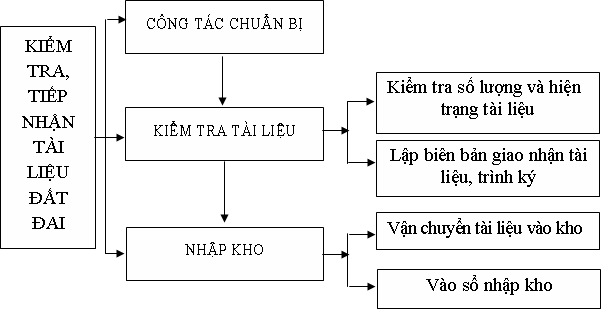 KIỂM
TRA,
TIẾP
NHẬN
TÀI
LIỆU
ĐẤT
ĐAI
CÔNG TÁC CHUẨN BỊ
KIỂM TRA TÀI LIỆU
Kiểm tra số lượng và hiện
trạng tài liệu
Lập biên bản giao nhận tài
liệu, trình ký
NHẬP KHO
Vận chuyển tài liệu vào kho
Vào sổ nhập kho